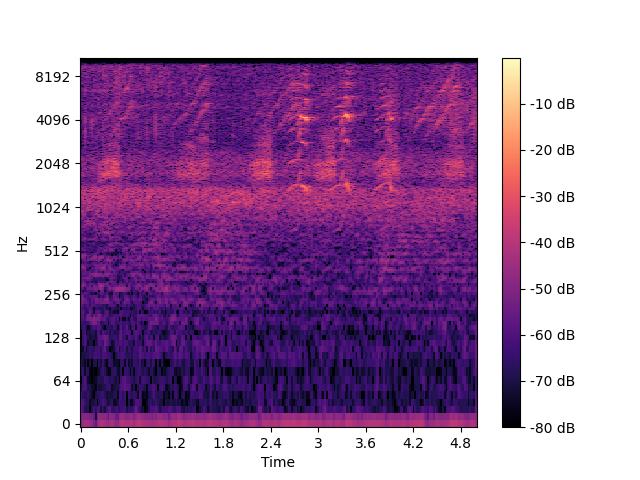 8192
4096
2048
1024
512
256
128
64
0
Hz
0 0.6 1.2 1.8 2.4 3 3.6 4.2 4.8
Time
-10 dB
-20 dB
-30 dB
-40 dB
-50 dB
-60 dB
-70 dB
-80 dB